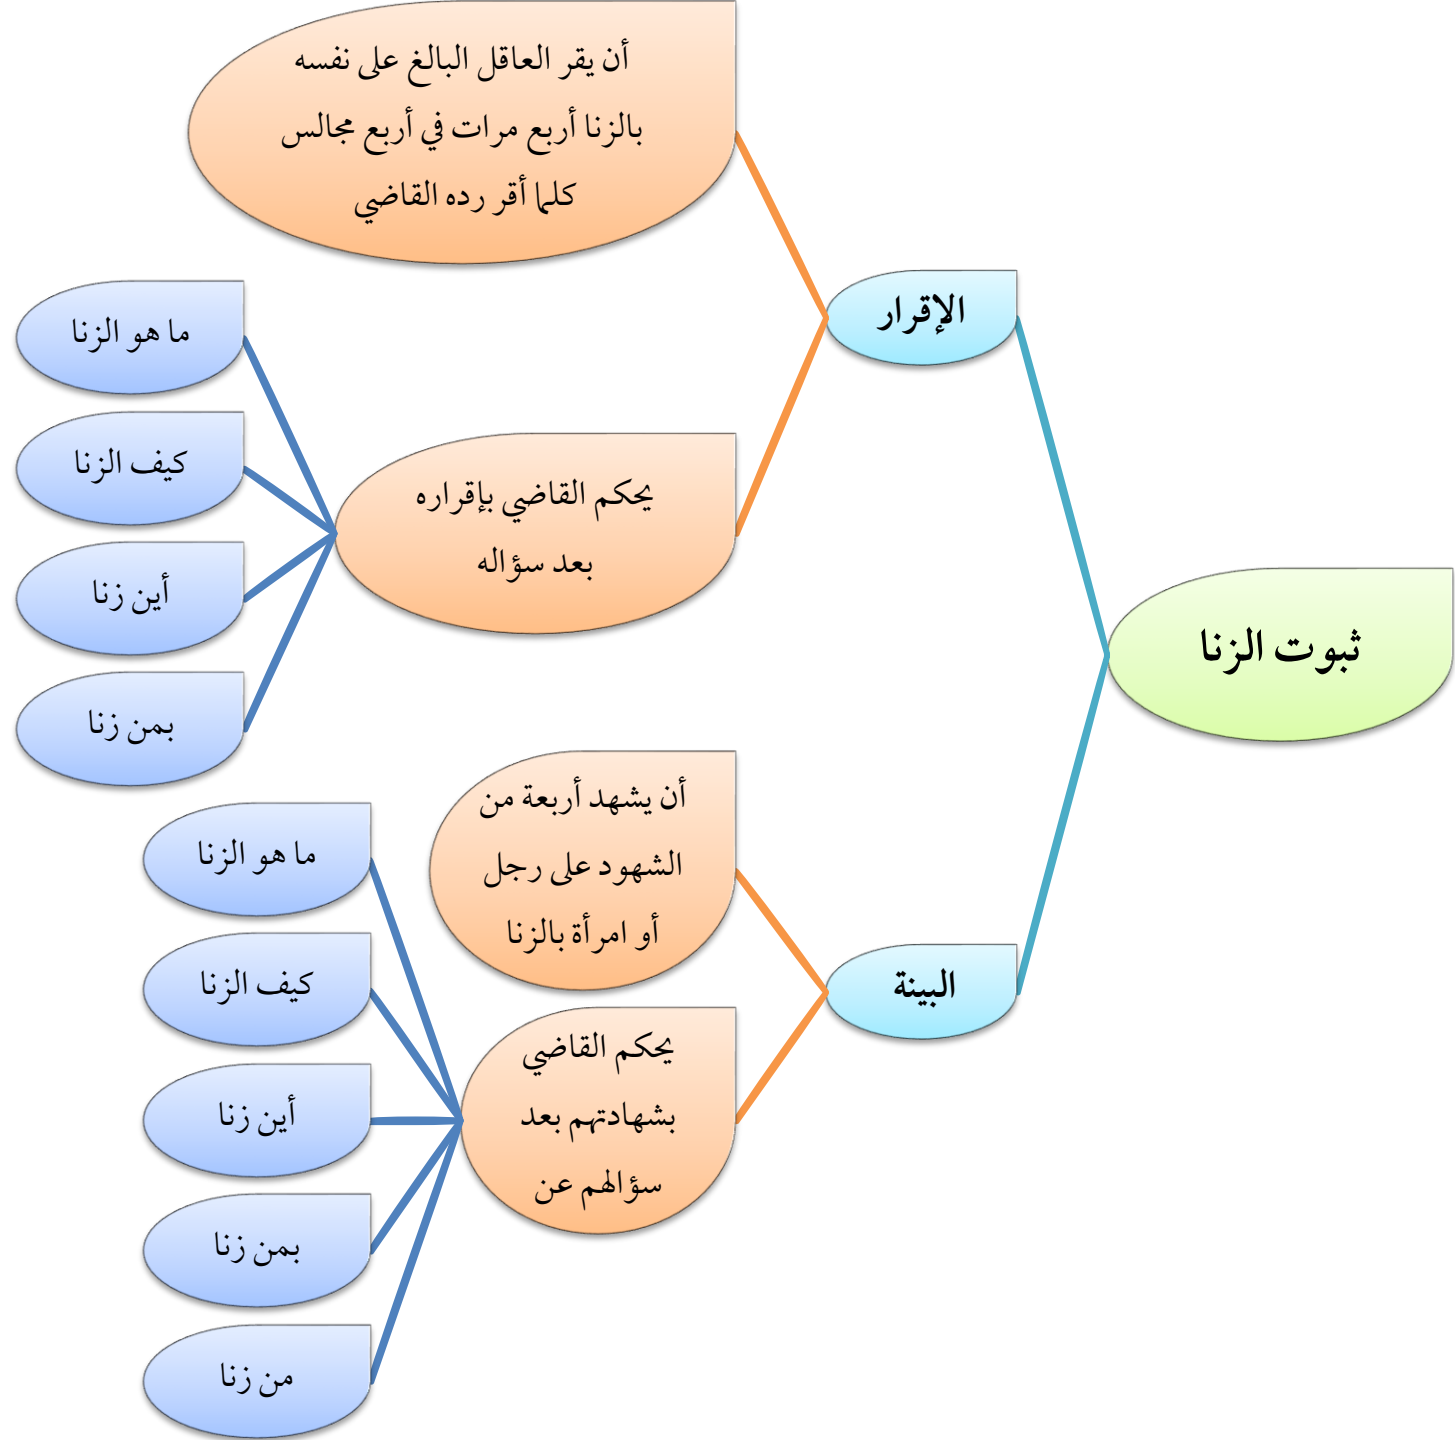 ثبوت الزنا
الإقرار
أن يقر العاقل البالغ على نفسه
بالزنا أربع مرات في أربع مجالس
كلما أقر رده القاضي
يحكم القاضي بإقراره
بعد سؤاله
ما هو الزنا
كيف الزنا
أين زنا
بمن زنا
البينة
أن يشهد أربعة من
الشهود على رجل
أو امرأة بالزنا
يحكم القاضي
بشهادتهم بعد
سؤالهم عن
ما هو الزنا
كيف الزنا
أين زنا
بمن زنا
من زنا